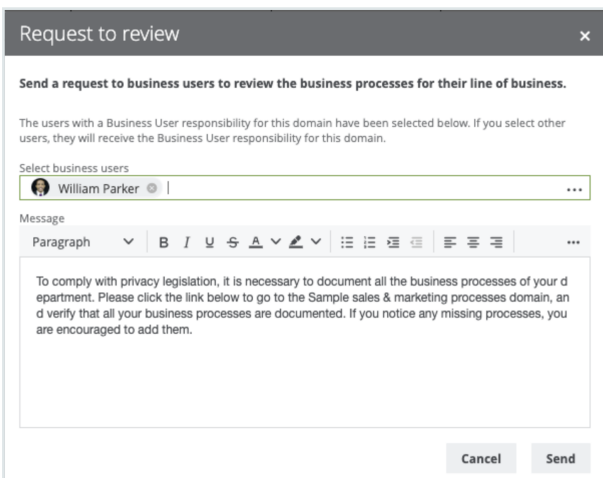 Request to review
×
Send a request to business users to review the business processes for their line of business.
The users with a Business User responsibility for this domain have been selected below. If you select other
users, they will receive the Business User responsibility for this domain.
Select business users
William Parker
...
Message
Paragraph B I U S A ...
To comply with privacy legislation, it is necessary to document all the business processes of your d
epartment. Please click the link below to go to the Sample sales & marketing processes domain, an
d verify that all your business processes are documented. If you notice any missing processes, you
are encouraged to add them.
Cancel Send